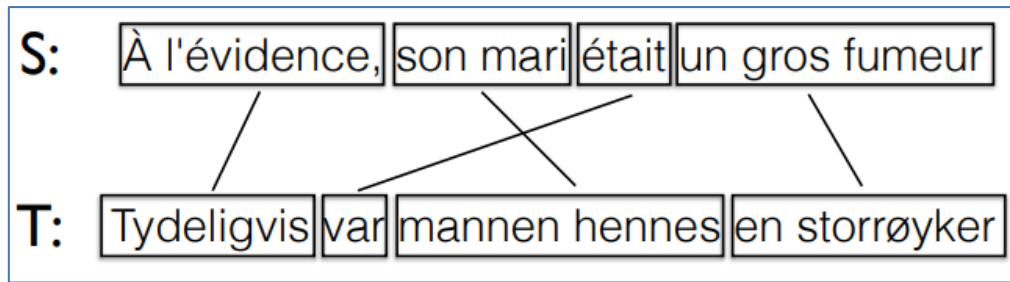 S: À l'évidence, son mari était un gros fumeur
T: Tydeligvis var mannen hennes en storrøyker